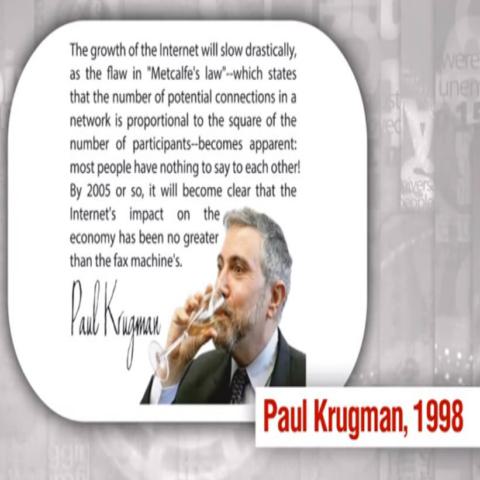 The growth of the Internet will slow drastically,
as the flaw in "Metcalfe's law"--which states
that the number of potential connections in a
network is proportional to the square of the
number of participants--becomes apparent:
most people have nothing to say to each other!
By 2005 or so, it will become clear that the
Internet's impact on the
economy has been no greater
than the fax machine's.
Paul Krugman
Paul Krugman, 1998
were
unem